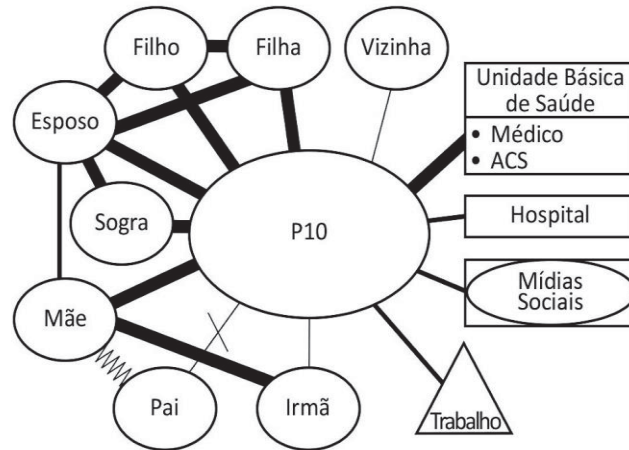 Filho
Filha
Vizinha
Esposo
Unidade Básica
de Saúde
• Médico
• ACS
Sogra
P10
Hospital
Mídias
Sociais
Mãe
Pai
Irmã
Trabalho